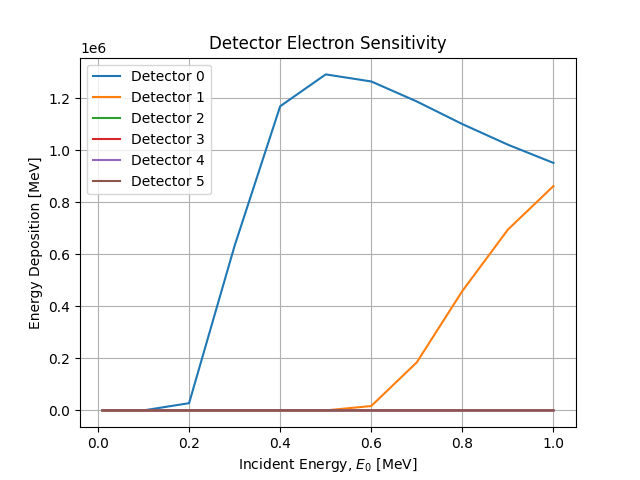 Detector Electron Sensitivity
1e6
Detector 0
Detector 1
Detector 2
Detector 3
Detector 4
Detector 5
Energy Deposition [MeV]
1.2
1.0
0.8
0.6
0.4
0.2
0.0
0.0 0.2 0.4 0.6 0.8 1.0
Incident Energy, E₀ [MeV]